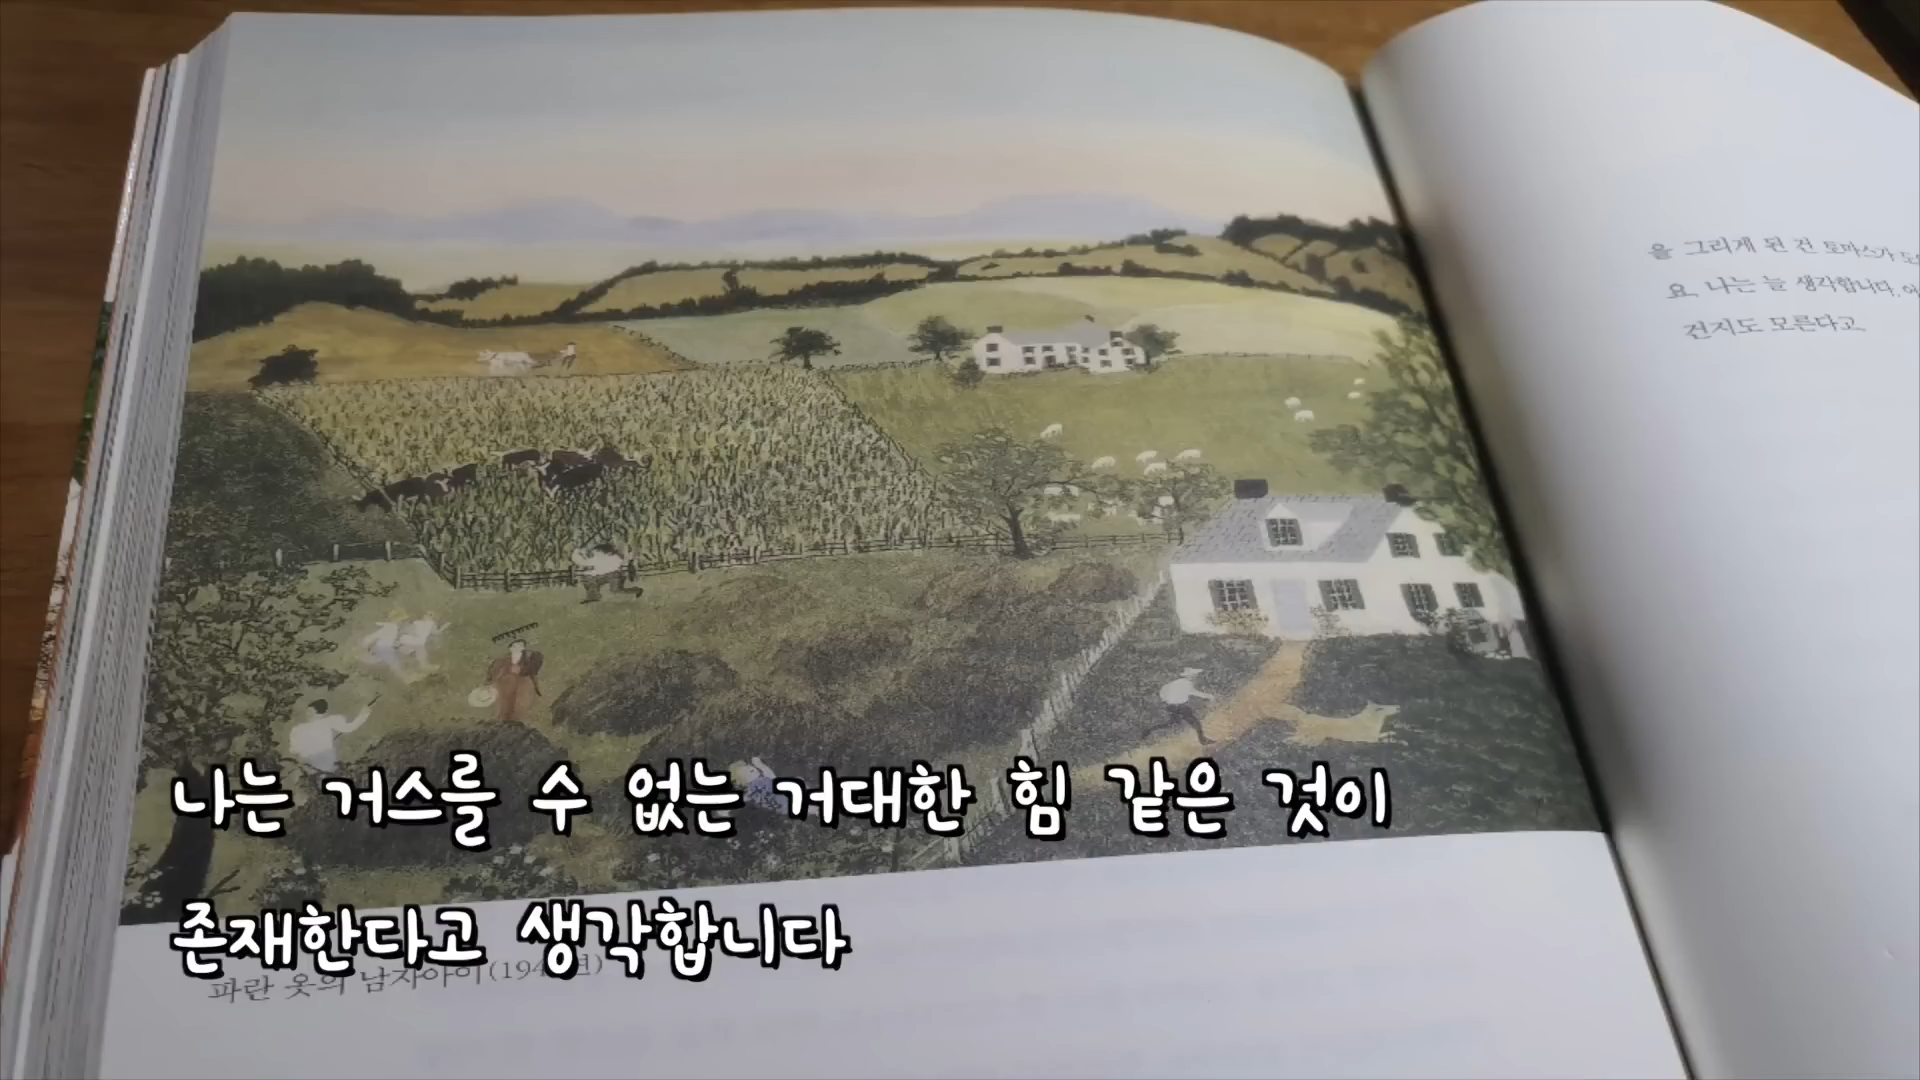 을 그리게 된 건 토마스가
요. 나는 늘 생각합니다.
건지도 모른다고
나는 거스를 수 없는 거대한 힘 같은 것이
존재한다고 생각합니다
파란 옷의 남자아이